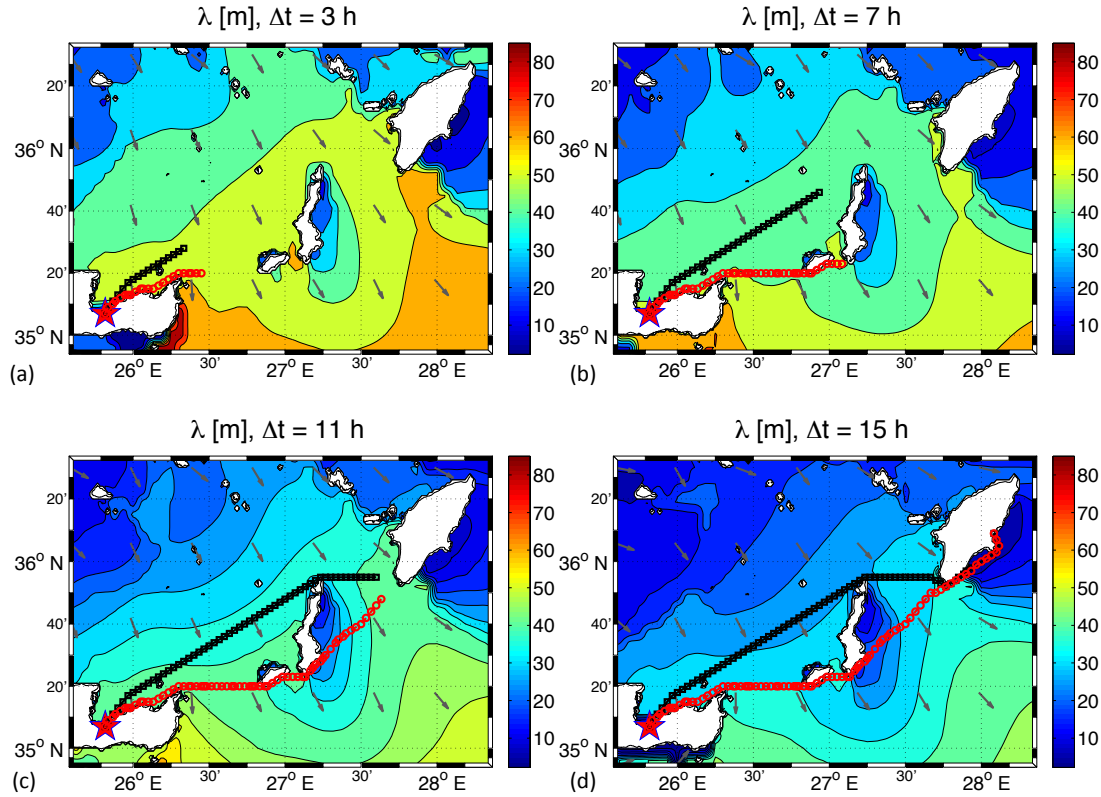 λ [m], Δt = 3 h
λ [m], Δt = 7 h
20'
36° N
40'
20'
35° N
26° E
30'
27° E
30'
28° E
80
70
60
50
40
30
20
10
(a)
20'
36° N
40'
20'
35° N
26° E
30'
27° E
30'
28° E
80
70
60
50
40
30
20
10
(b)
λ [m], Δt = 11 h
λ [m], Δt = 15 h
20'
36° N
40'
20'
35° N
26° E
30'
27° E
30'
28° E
80
70
60
50
40
30
20
10
(c)
20'
36° N
40'
20'
35° N
26° E
30'
27° E
30'
28° E
80
70
60
50
40
30
20
10
(d)